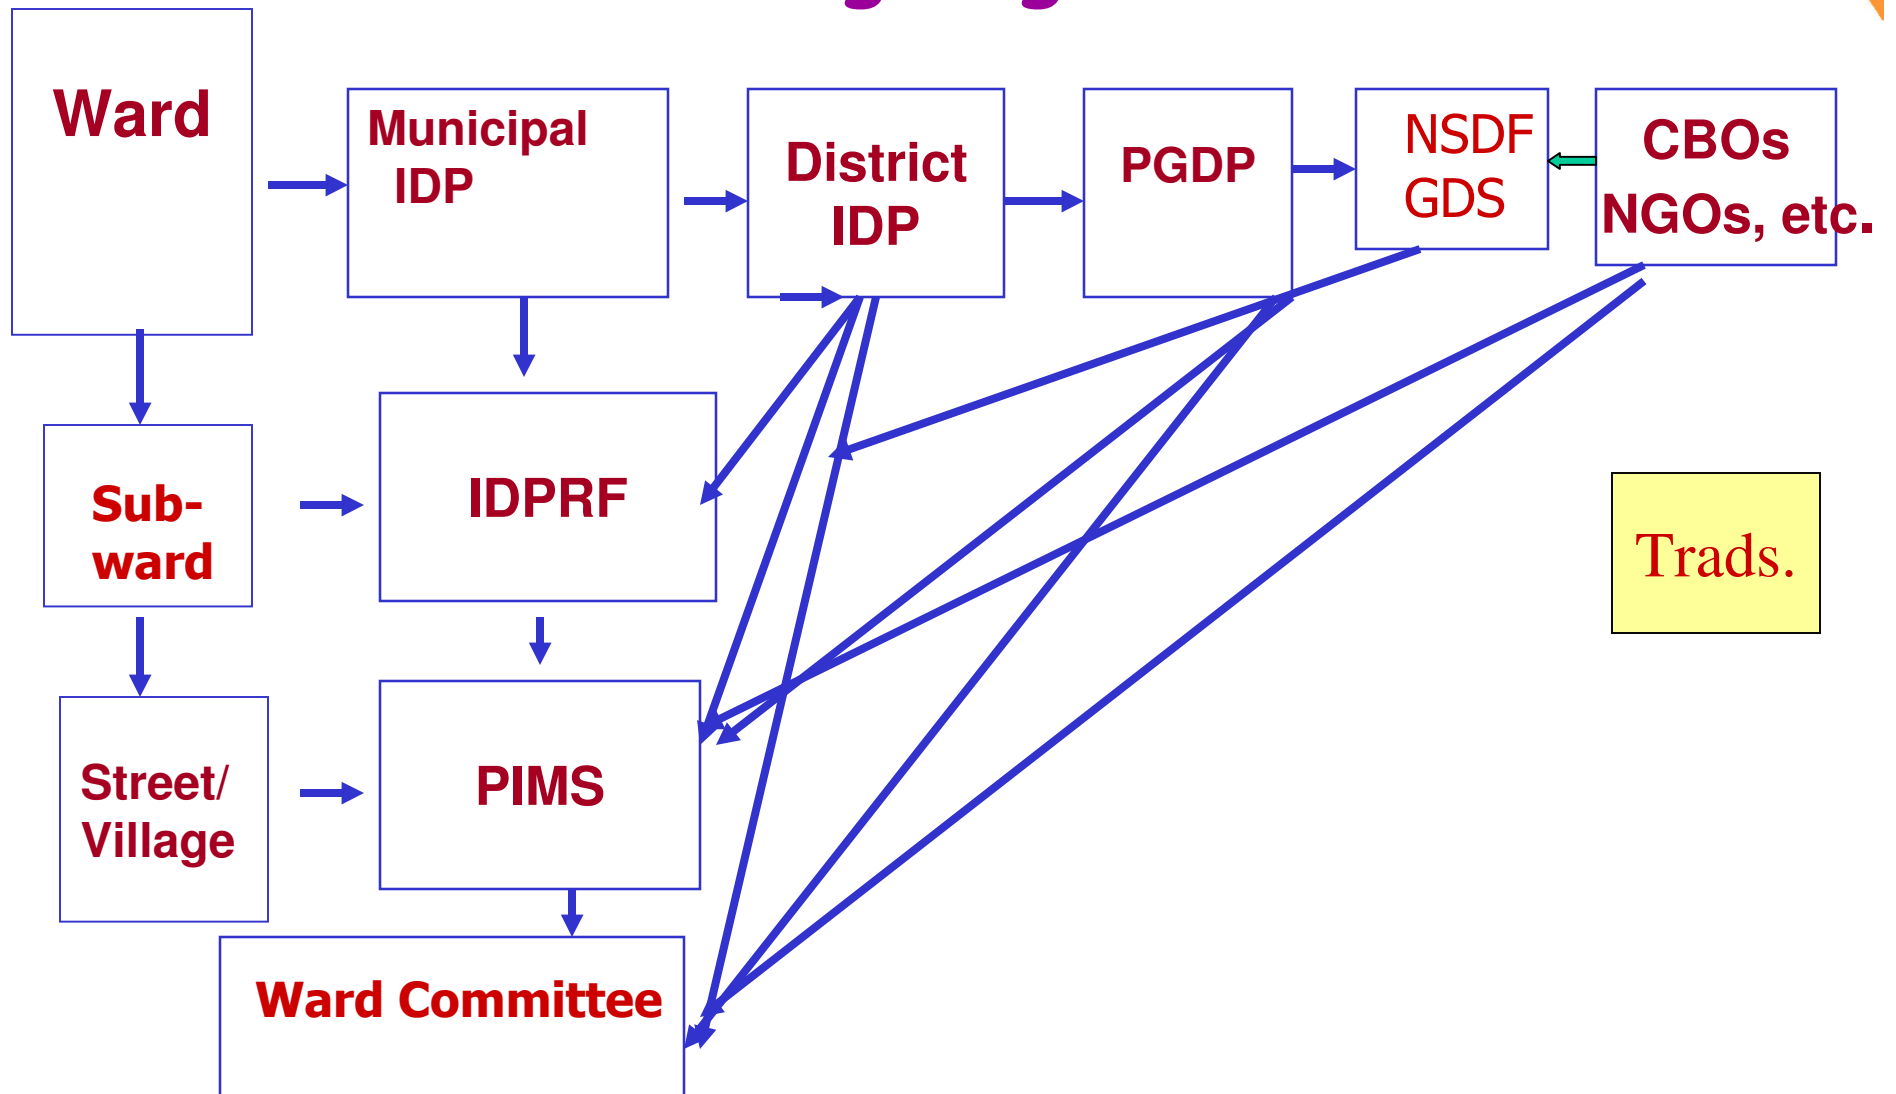 Ward
Municipal
IDP
District
IDP
PGDP
NSDF
GDS
CBOs
NGOs, etc.
Sub-
ward
IDPRF
Trads.
Street/
Village
PIMS
Ward Committee